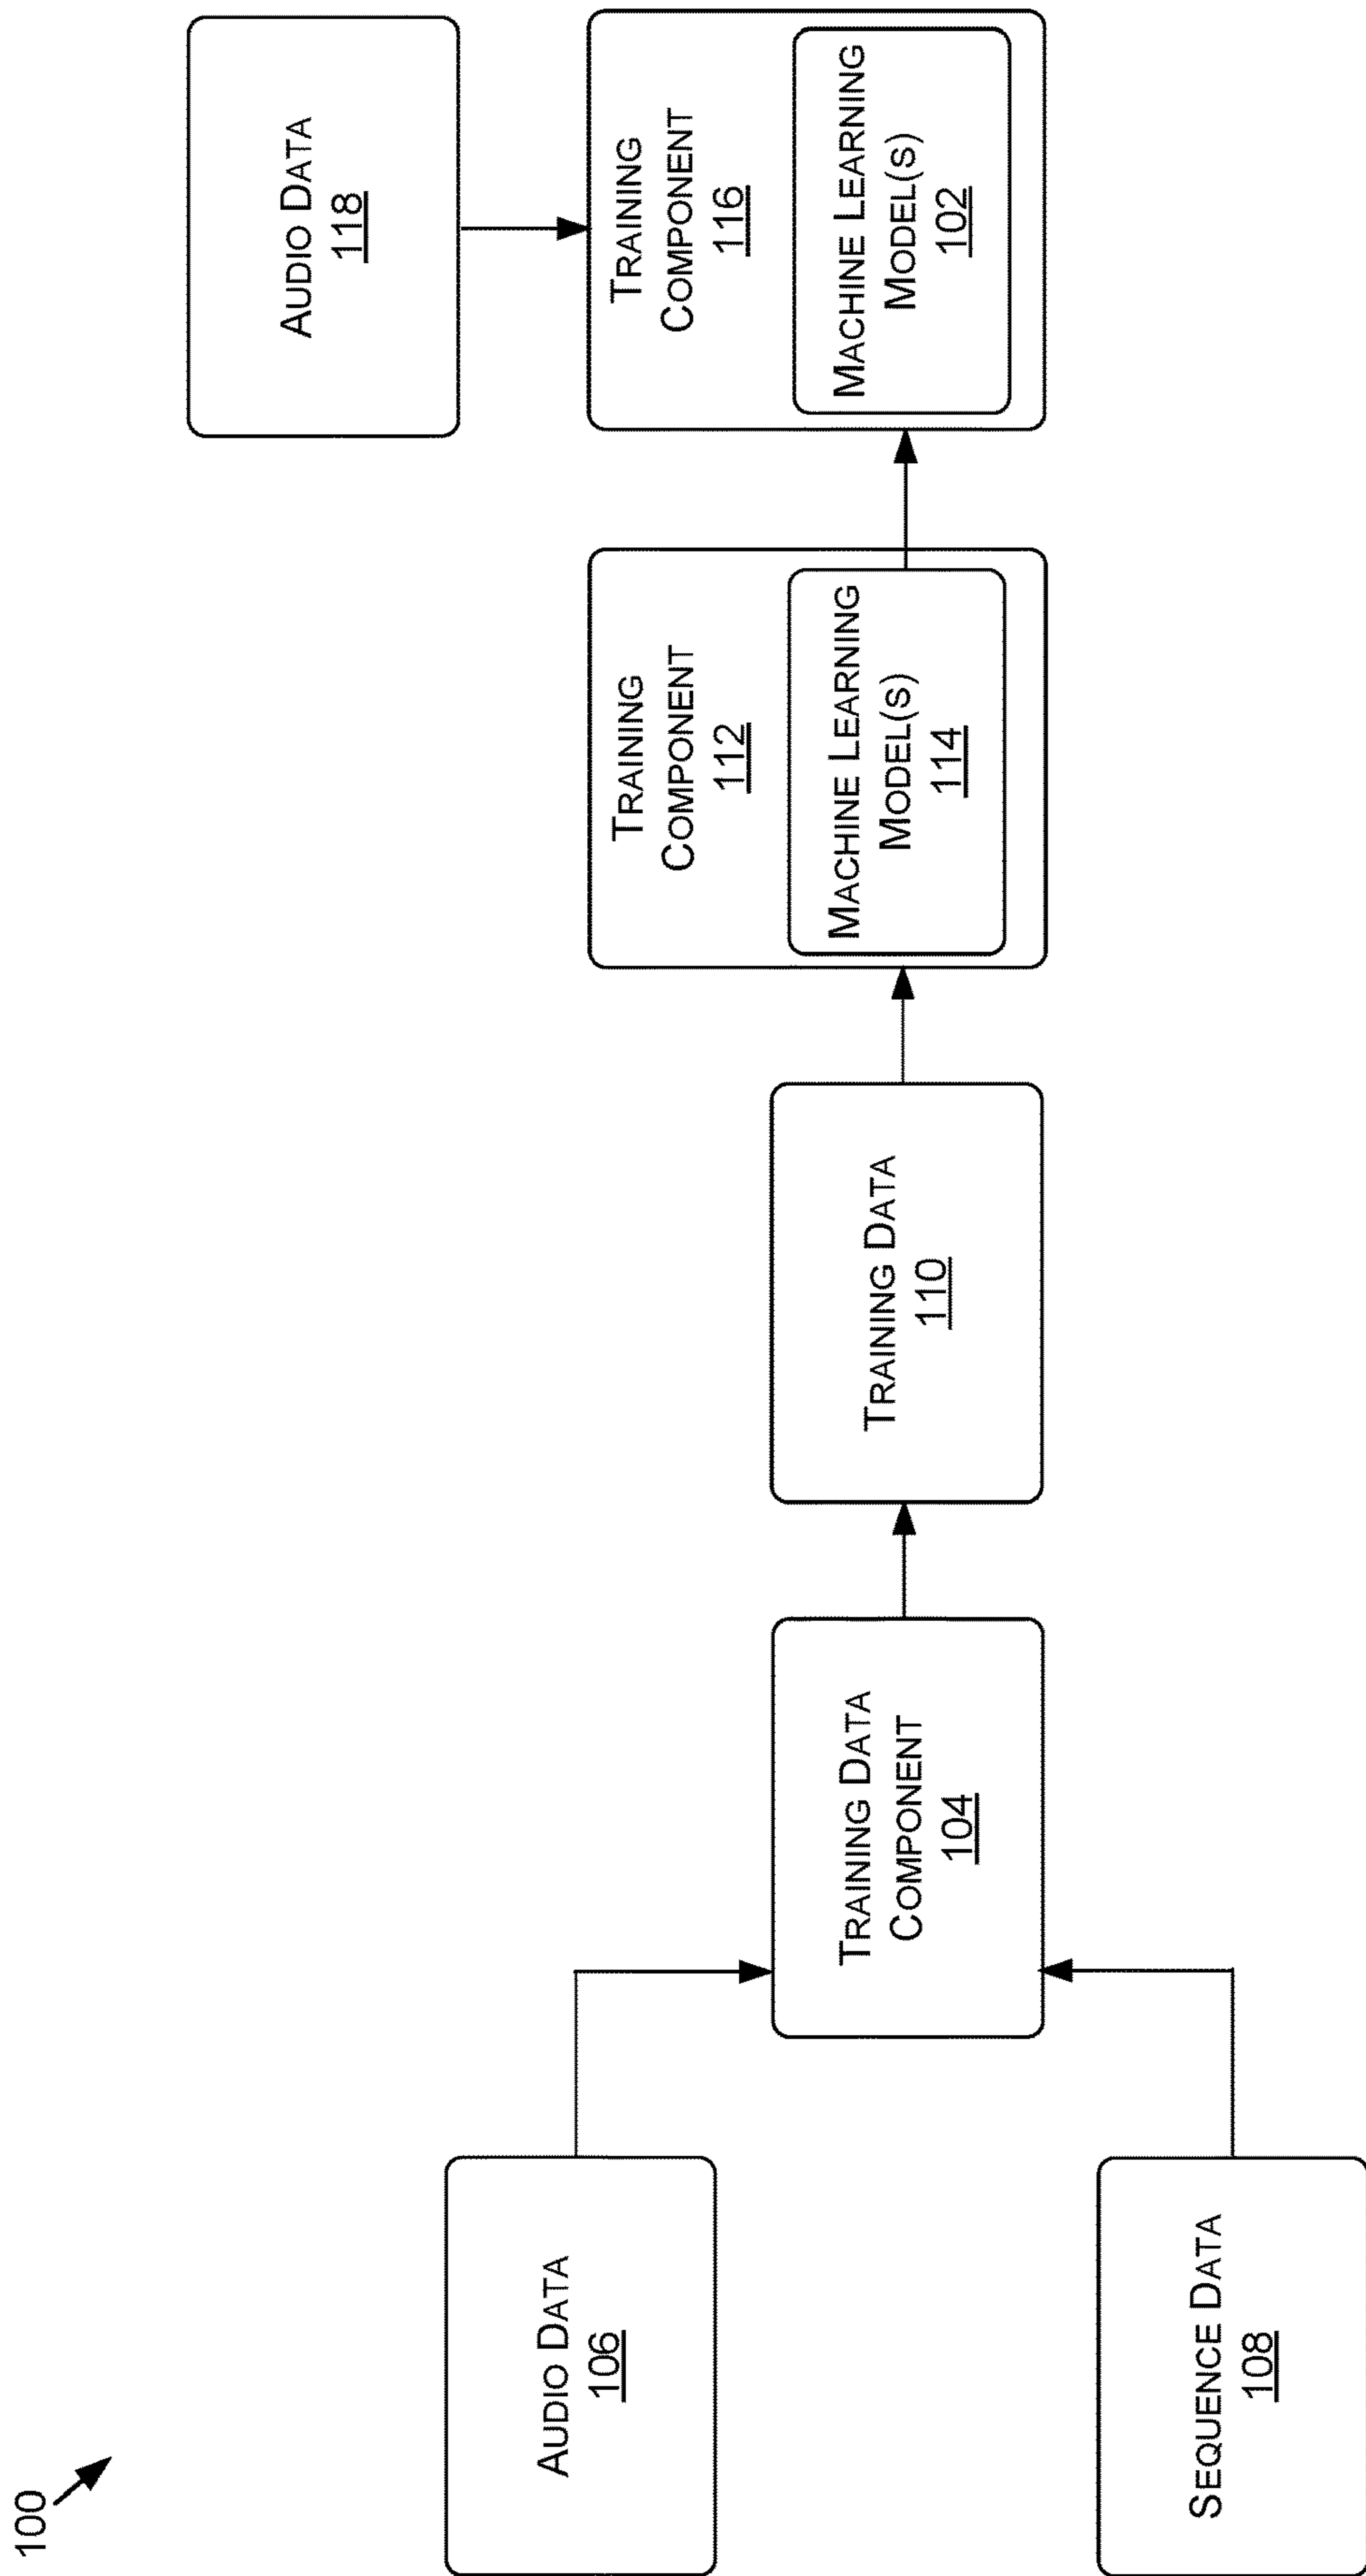 100
AUDIO DATA
106
SEQUENCE DATA
108
TRAINING DATA
COMPONENT
104
TRAINING DATA
110
TRAINING
COMPONENT
112
MACHINE LEARNING
MODEL(S)
114
AUDIO DATA
118
TRAINING
COMPONENT
116
MACHINE LEARNING
MODEL(S)
102